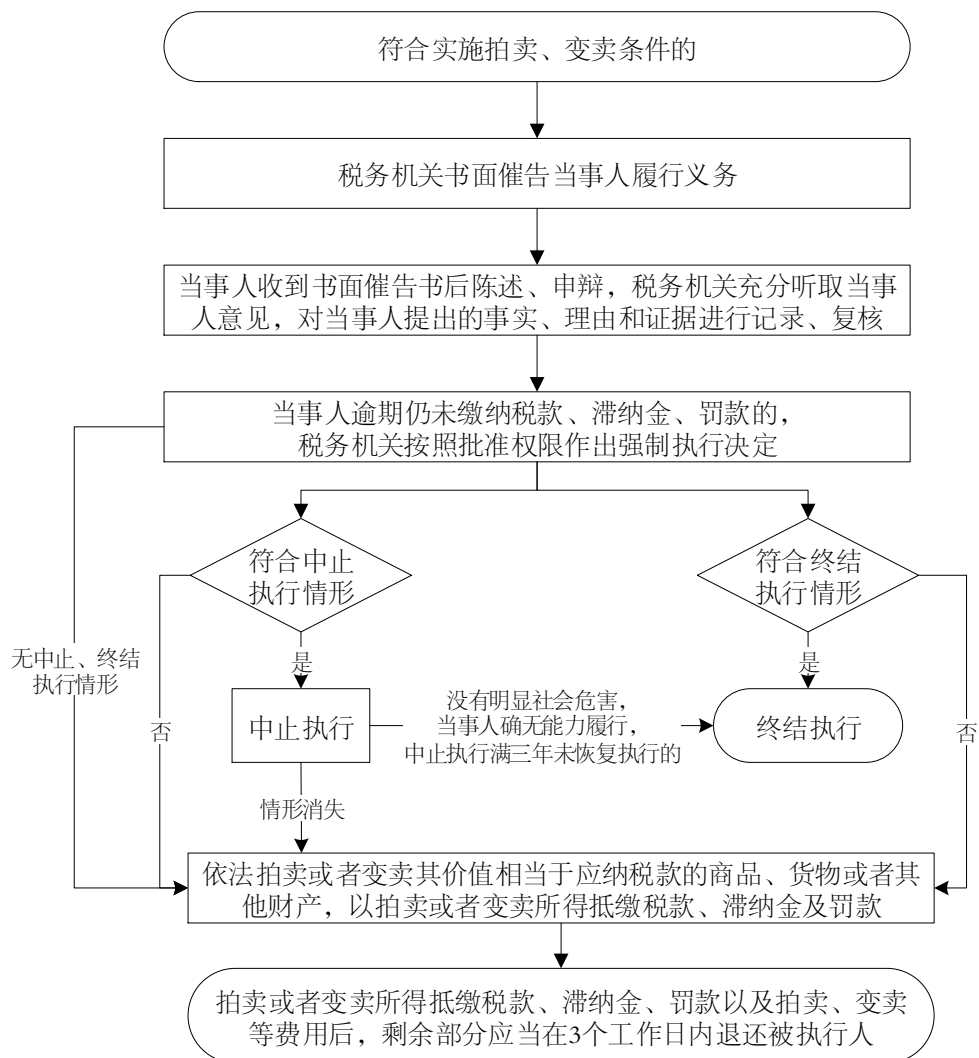 符合实施拍卖、变卖条件的
税务机关书面催告当事人履行义务
当事人收到书面催告书后陈述、申辩，税务机关充分听取当事
人意见，对当事人提出的事实、理由和证据进行记录、复核
当事人逾期仍未缴纳税款、滞纳金、罚款的，
税务机关按照批准权限作出强制执行决定
符合中止
执行情形
符合终结
执行情形
无中止、终结
执行情形
是
是
否
中止执行
没有明显社会危害，
当事人确无能力履行，
中止执行满三年未恢复执行的
终结执行
否
情形消失
依法拍卖或者变卖其价值相当于应纳税款的商品、货物或者其
他财产，以拍卖或者变卖所得抵缴税款、滞纳金及罚款
拍卖或者变卖所得抵缴税款、滞纳金、罚款以及拍卖、变卖
等费用后，剩余部分应当在3个工作日内退还被执行人